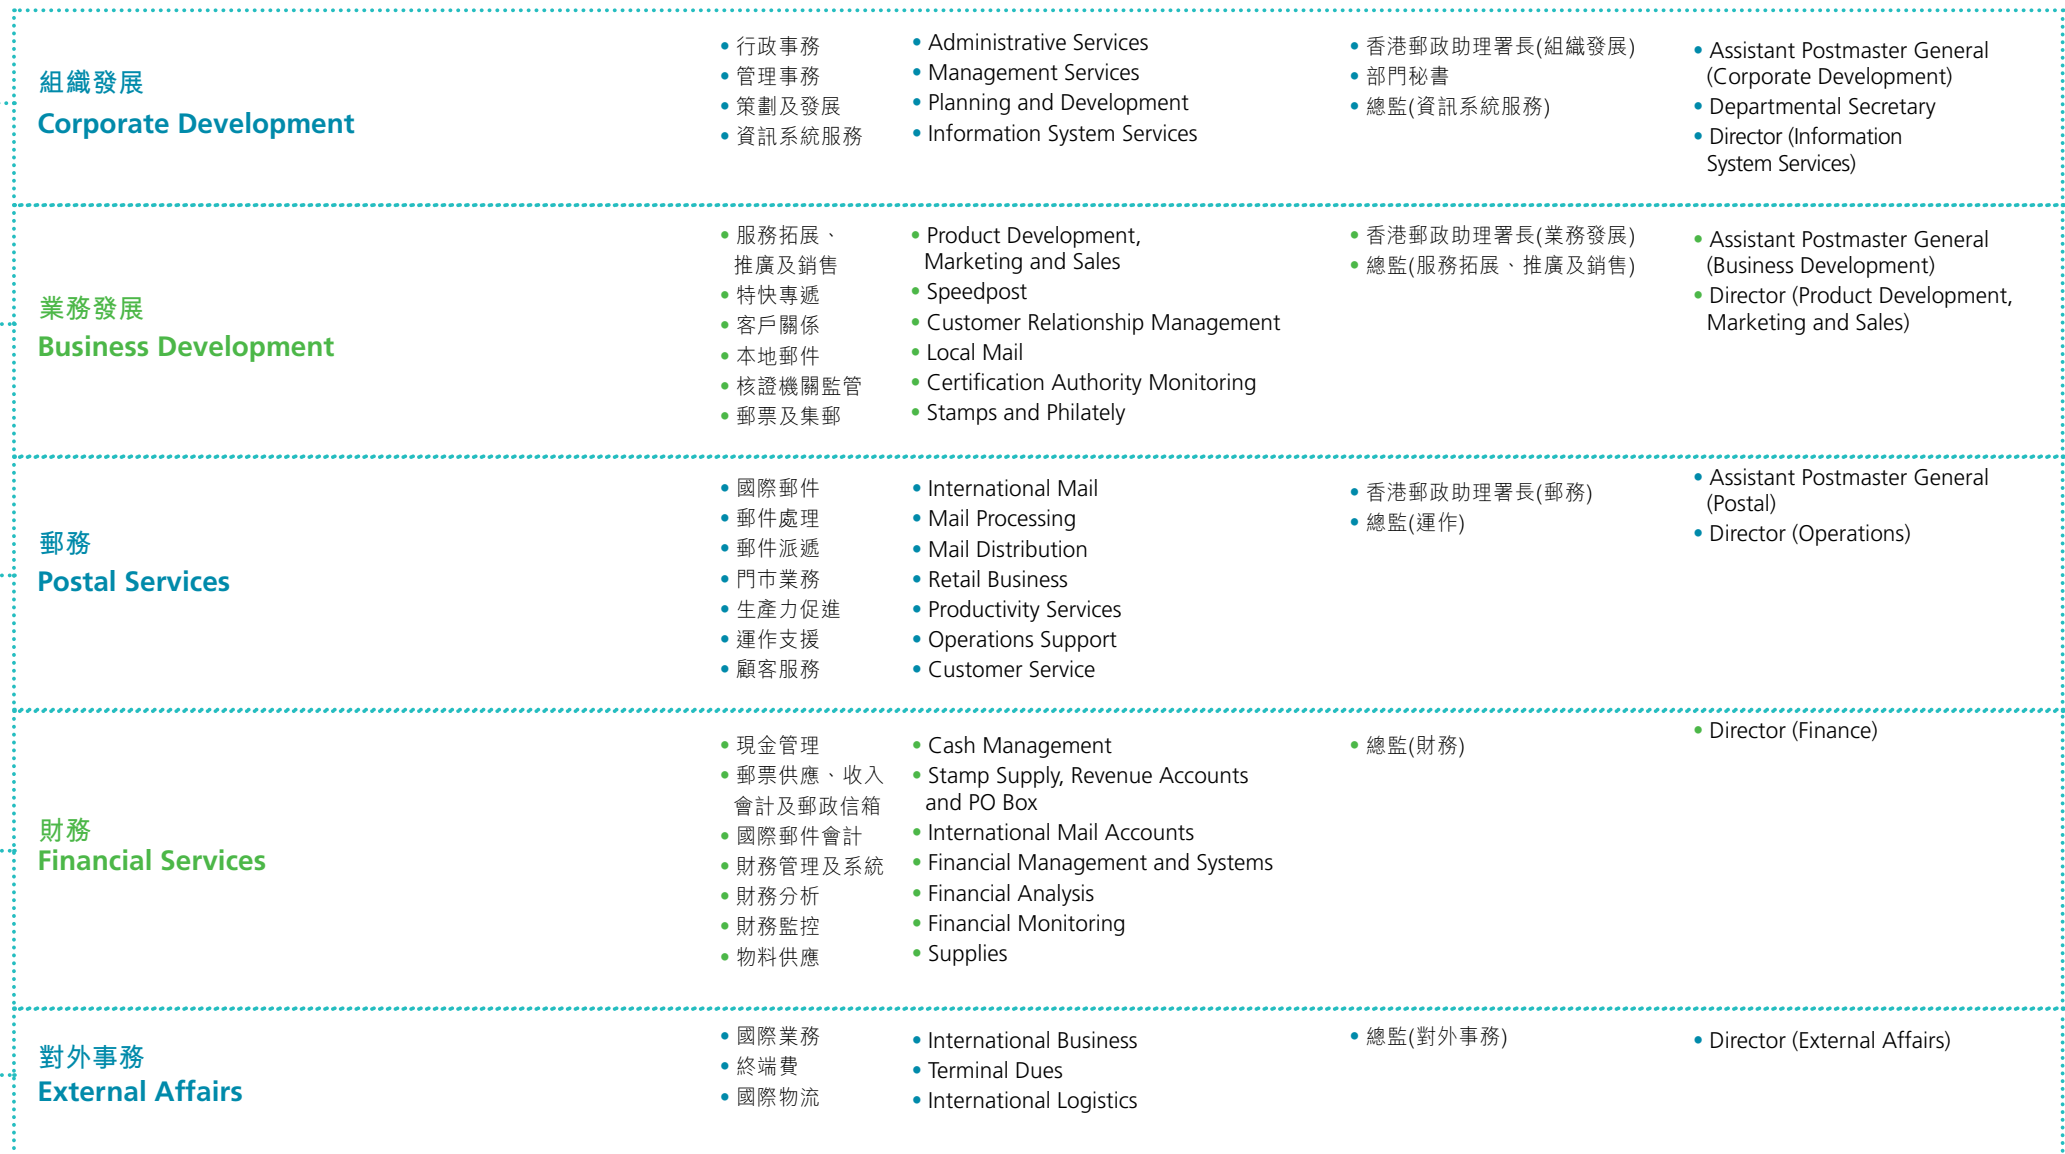 組織發展
Corporate Development
• 行政事務
• 管理事務
• 策劃及發展
• 資訊系統服務
• Administrative Services
• Management Services
• Planning and Development
• Information System Services
• 香港郵政助理署長(組織發展)
• 部門秘書
• 總監(資訊系統服務)
• Assistant Postmaster General
(Corporate Development)
• Departmental Secretary
• Director (Information
System Services)
業務發展
Business Development
• 服務拓展、
推廣及銷售
• 特快專遞
• 客戶關係
• 本地郵件
• 核證機關監管
• 郵票及集郵
• Product Development,
Marketing and Sales
• Speedpost
• Customer Relationship Management
• Local Mail
• Certification Authority Monitoring
• Stamps and Philately
• 香港郵政助理署長(業務發展)
• 總監(服務拓展、推廣及銷售)
• Assistant Postmaster General
(Business Development)
• Director (Product Development,
Marketing and Sales)
郵務
Postal Services
• 國際郵件
• 郵件處理
• 郵件派遞
• 門市業務
• 生產力促進
• 運作支援
• 顧客服務
• International Mail
• Mail Processing
• Mail Distribution
• Retail Business
• Productivity Services
• Operations Support
• Customer Service
• 香港郵政助理署長(郵務)
• 總監(運作)
• Assistant Postmaster General
(Postal)
• Director (Operations)
財務
Financial Services
• 現金管理
• 郵票供應、收入
會計及郵政信箱
• 國際郵件會計
• 財務管理及系統
• 財務分析
• 財務監控
• 物料供應
• Cash Management
• Stamp Supply, Revenue Accounts
and PO Box
• International Mail Accounts
• Financial Management and Systems
• Financial Analysis
• Financial Monitoring
• Supplies
• 總監(財務)
• Director (Finance)
對外事務
External Affairs
• 國際業務
• 終端費
• 國際物流
• International Business
• Terminal Dues
• International Logistics
• 總監(對外事務)
• Director (External Affairs)